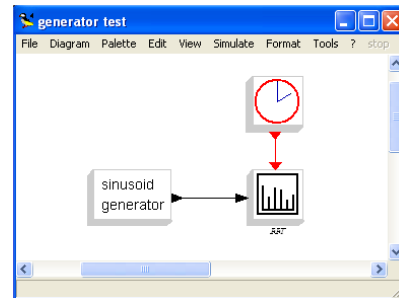 generator test
File Diagram Palette Edit View Simulate Format Tools ? stop
sinusoid
generator